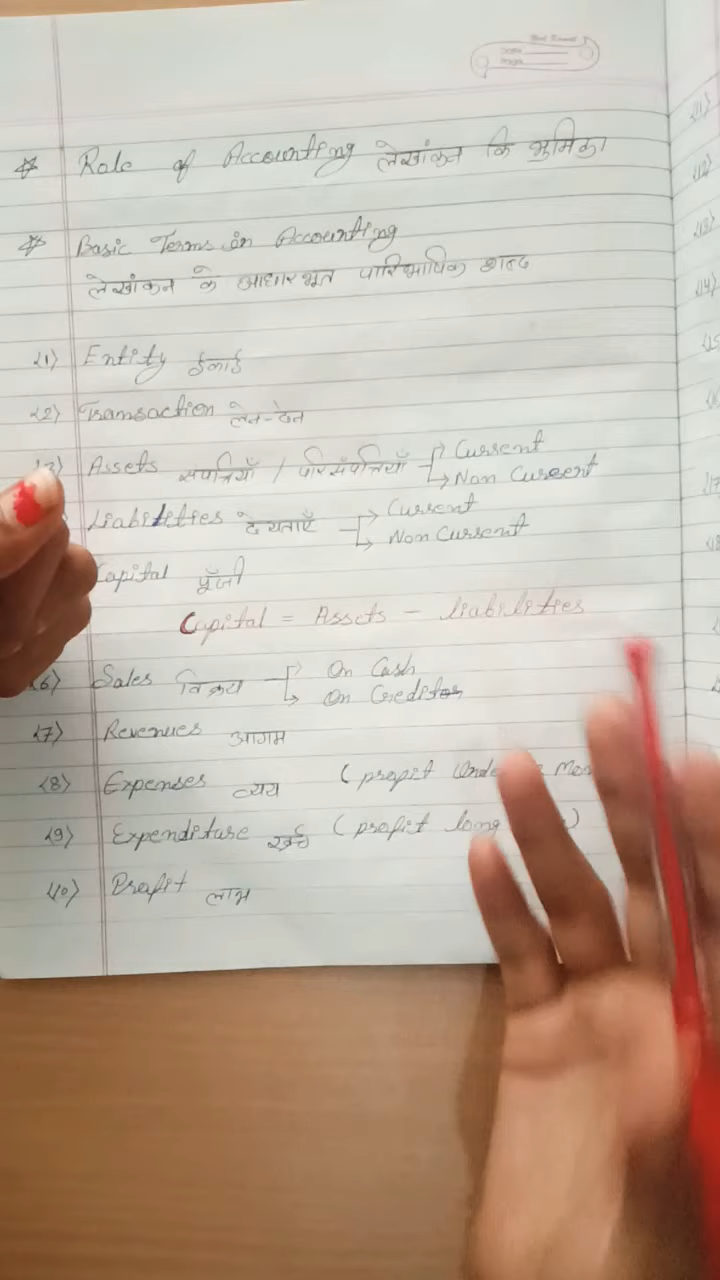 Role of Accounting लेखांकन कि भुमिका
Basic Terms in Accounting
लेखांकन के आधारभूत पारिभाषिक शब्द
<1> Entity ईकाई
<2> Transaction लेन-देन
Assets संपत्तियाँ / परिसंपत्तियाँ → Current
→ Non Current
Liabilities देयताएँ → Current
→ Non Current
Capital पूँजी
Capital = Assets - Liabilities
<6> Sales विक्रय → On Cash
→ On Credit
<7> Revenues आगम
<8> Expenses व्यय (profit
<9> Expenditure खर्च (profit long
<10> Profit लाभ